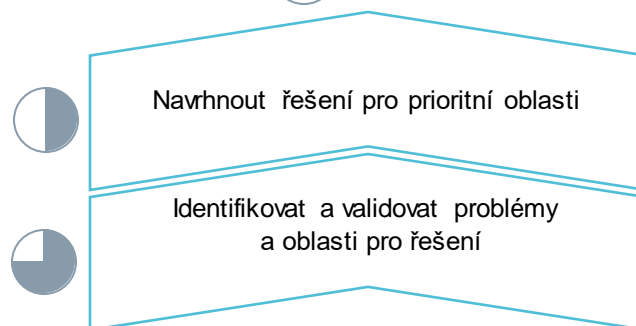 Navrhnout řešení pro prioritní oblasti
Identifikovat a validovat problémy
a oblasti pro řešení